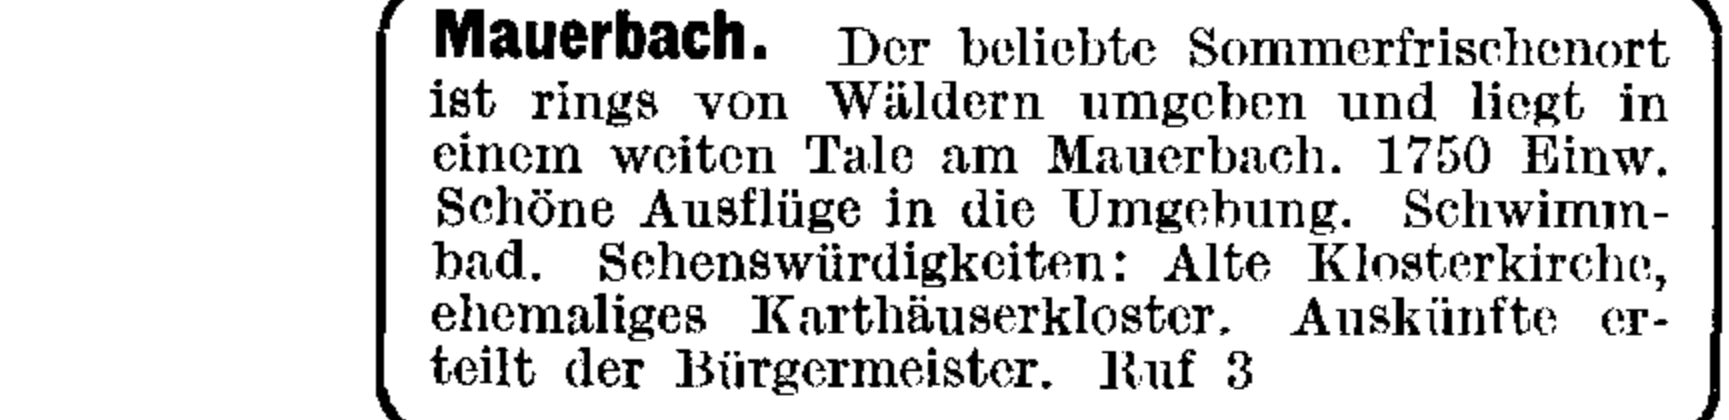 Mauerbach. Der beliebte Sommerfrischenort
ist rings von Wäldern umgeben und liegt in
einem weiten Tale am Mauerbach. 1750 Einw.
Schöne Ausflüge in die Umgebung. Schwimm-
bad. Sehenswürdigkeiten: Alte Klosterkirche,
ehemaliges Karthäuserkloster. Auskünfte er-
teilt der Bürgermeister. Ruf 3